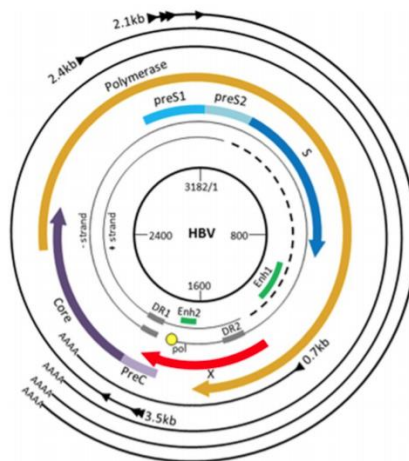 2.1kb
2.4kb
Polymerase
preS1
preS2
S
3182/1
- strand
+ strand
2400
HBV
800
1600
Enh1
Enh2
DR1
DR2
pol
Core
PreC
X
0.7kb
3.5kb
AAAA
AAAA
AAAA
AAAA